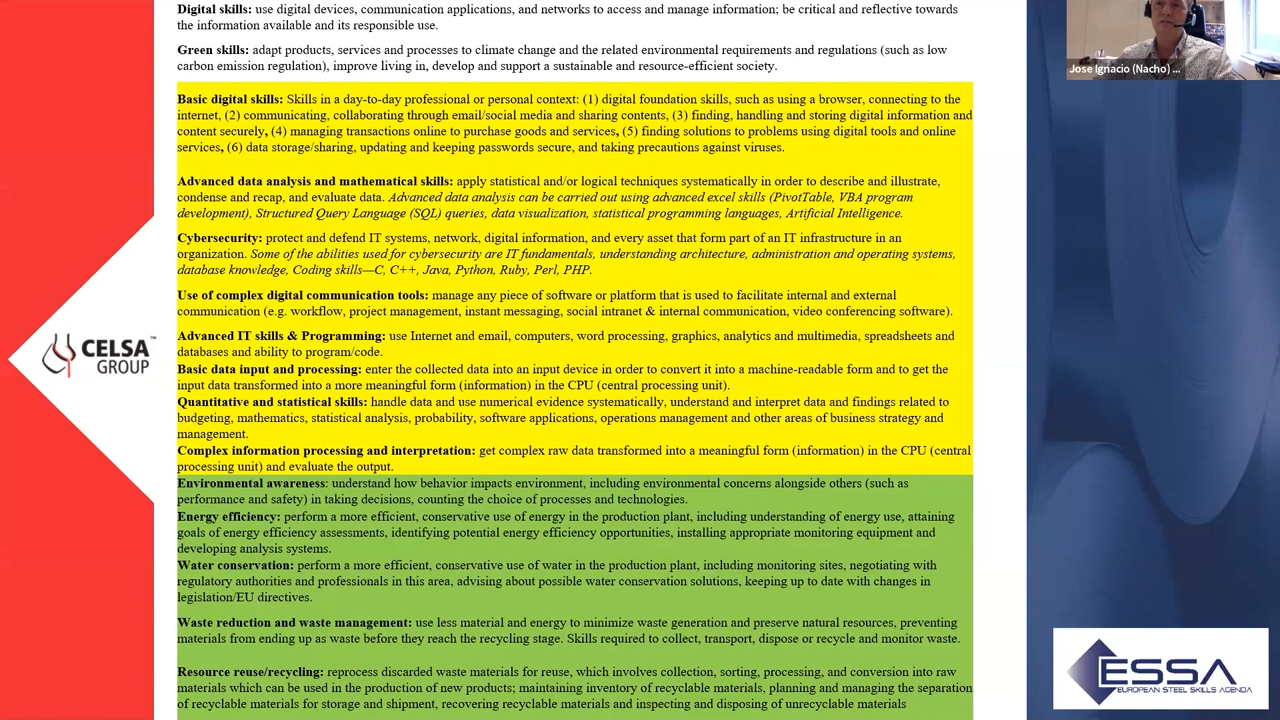 Digital skills: use digital devices, communication applications, and networks to access and manage information; be critical and reflective towards
the information available and its responsible use.
Green skills: adapt products, services and processes to climate change and the related environmental requirements and regulations (such as low
carbon emission regulation), improve living in, develop and support a sustainable and resource-efficient society.
Basic digital skills: Skills in a day-to-day professional or personal context: (1) digital foundation skills, such as using a browser, connecting to the
internet, (2) communicating, collaborating through email/social media and sharing contents, (3) finding, handling and storing digital information and
content securely, (4) managing transactions online to purchase goods and services, (5) finding solutions to problems using digital tools and online
services, (6) data storage/sharing, updating and keeping passwords secure, and taking precautions against viruses.
Advanced data analysis and mathematical skills: apply statistical and/or logical techniques systematically in order to describe and illustrate,
condense and recap, and evaluate data. Advanced data analysis can be carried out using advanced excel skills (PivotTable, VBA program
development), Structured Query Language (SQL) queries, data visualization, statistical programming languages, Artificial Intelligence.
Cybersecurity: protect and defend IT systems, network, digital information, and every asset that form part of an IT infrastructure in an
organization. Some of the abilities used for cybersecurity are IT fundamentals, understanding architecture, administration and operating systems,
database knowledge, Coding skills—C, C++, Java, Python, Ruby, Perl, PHP.
Use of complex digital communication tools: manage any piece of software or platform that is used to facilitate internal and external
communication (e.g. workflow, project management, instant messaging, social intranet & internal communication, video conferencing software).
Advanced IT skills & Programming: use Internet and email, computers, word processing, graphics, analytics and multimedia, spreadsheets and
databases and ability to program/code.
Basic data input and processing: enter the collected data into an input device in order to convert it into a machine-readable form and to get the
input data transformed into a more meaningful form (information) in the CPU (central processing unit).
Quantitative and statistical skills: handle data and use numerical evidence systematically, understand and interpret data and findings related to
budgeting, mathematics, statistical analysis, probability, software applications, operations management and other areas of business strategy and
management.
Complex information processing and interpretation: get complex raw data transformed into a meaningful form (information) in the CPU (central
processing unit) and evaluate the output.
Environmental awareness: understand how behavior impacts environment, including environmental concerns alongside others (such as
performance and safety) in taking decisions, counting the choice of processes and technologies.
Energy efficiency: perform a more efficient, conservative use of energy in the production plant, including understanding of energy use, attaining
goals of energy efficiency assessments, identifying potential energy efficiency opportunities, installing appropriate monitoring equipment and
developing analysis systems.
Water conservation: perform a more efficient, conservative use of water in the production plant, including monitoring sites, negotiating with
regulatory authorities and professionals in this area, advising about possible water conservation solutions, keeping up to date with changes in
legislation/EU directives.
Waste reduction and waste management: use less material and energy to minimize waste generation and preserve natural resources, preventing
materials from ending up as waste before they reach the recycling stage. Skills required to collect, transport, dispose or recycle and monitor waste.
Resource reuse/recycling: reprocess discarded waste materials for reuse, which involves collection, sorting, processing, and conversion into raw
materials which can be used in the production of new products; maintaining inventory of recyclable materials, planning and managing the separation
of recyclable materials for storage and shipment, recovering recyclable materials and inspecting and disposing of unrecyclable materials
CELSA
GROUP
™
Jose Ignacio (Nacho) ...
ESSA
EUROPEAN STEEL SKILLS AGENDA